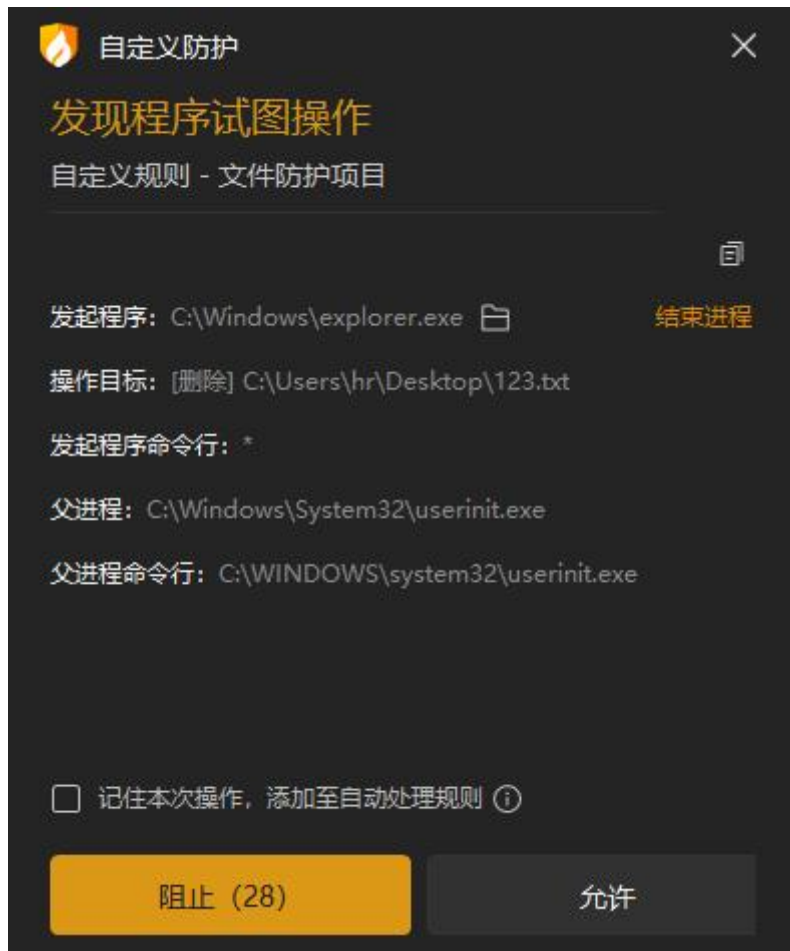 自定义防护
发现程序试图操作
自定义规则 - 文件防护项目
发起程序：C:\Windows\explorer.exe 结束进程
操作目标：[删除] C:\Users\hr\Desktop\123.txt
发起程序命令行：*
父进程：C:\Windows\System32\userinit.exe
父进程命令行：C:\WINDOWS\system32\userinit.exe
记住本次操作，添加至自动处理规则
阻止（28） 允许